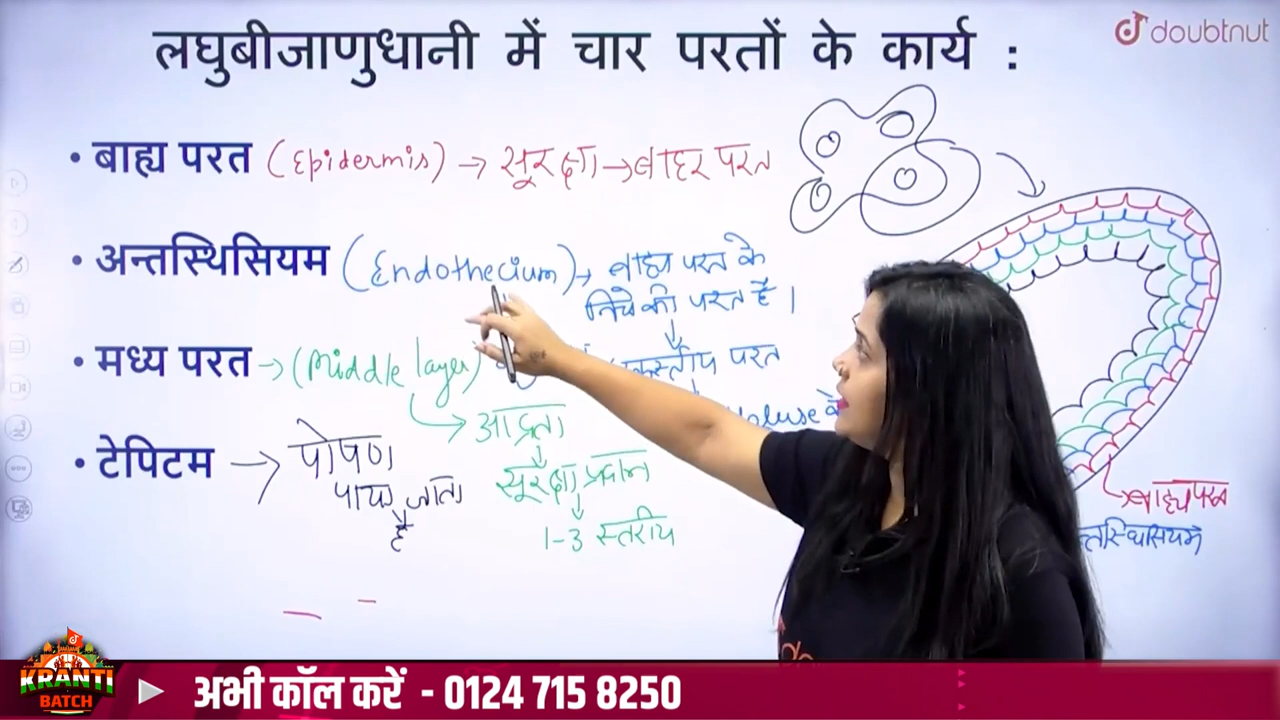 doubtnut
लघुबीजाणुधानी में चार परतों के कार्य :
• बाह्य परत (Epidermis) → सूरक्षा → बाहर परत
• अन्तस्थिसियम (Endothecium) → बाह्य परत के
निचे की परत है।
• मध्य परत → (Middle layer)
परत
→ आद्रता
• टेपिटम → पोषण
पाया जाता
है
सूरक्षा प्रदान
1-3 स्तरीय
बाह्य परत
KRANTI
BATCH
अभी कॉल करें - 0124 715 8250